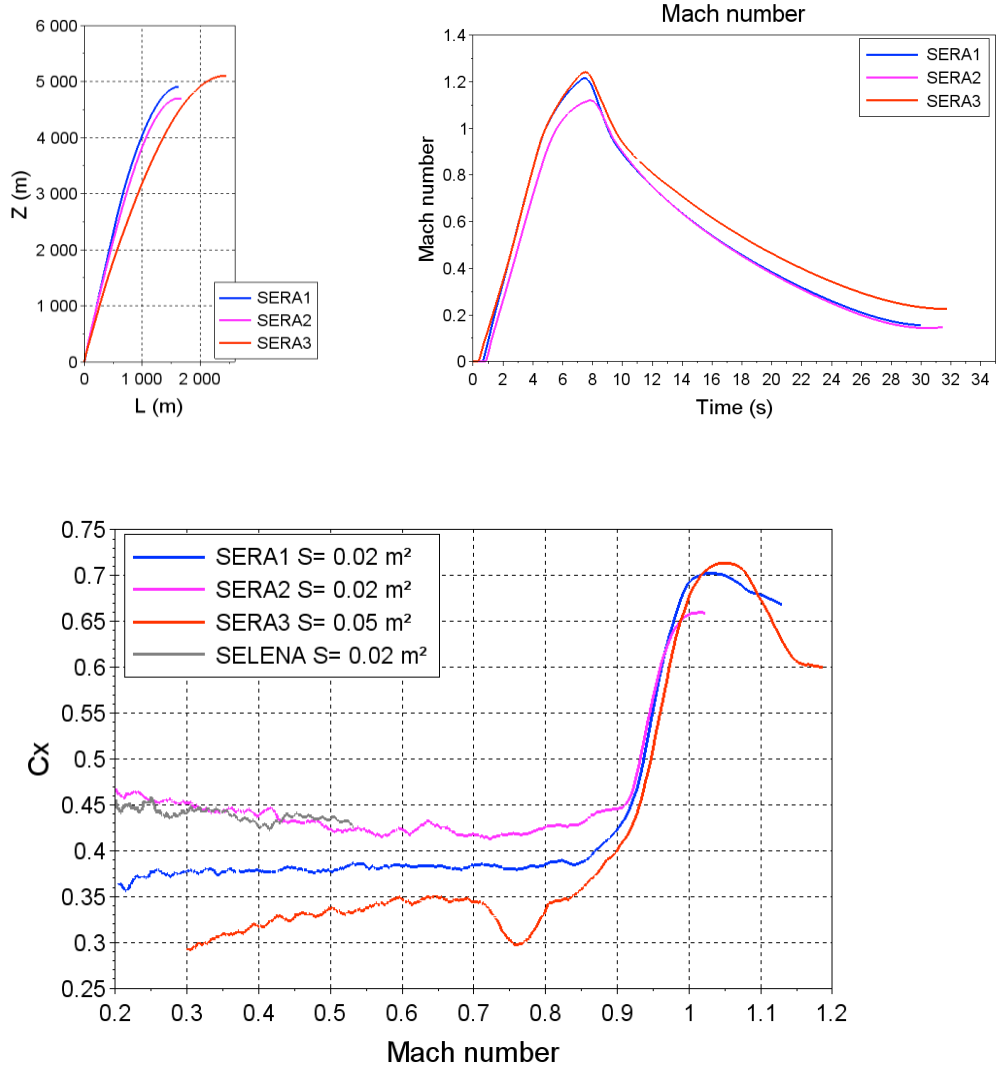 6 000
5 000
4 000
3 000
2 000
1 000
0
Z (m)
0 1 000 2 000
L (m)
SERA1
SERA2
SERA3
Mach number
1.4
1.2
1
0.8
0.6
0.4
0.2
0
Mach number
0 2 4 6 8 10 12 14 16 18 20 22 24 26 28 30 32 34
Time (s)
SERA1
SERA2
SERA3
0.75
0.7
0.65
0.6
0.55
0.5
0.45
0.4
0.35
0.3
0.25
Cx
SERA1 S= 0.02 m²
SERA2 S= 0.02 m²
SERA3 S= 0.05 m²
SELENA S= 0.02 m²
0.2 0.3 0.4 0.5 0.6 0.7 0.8 0.9 1 1.1 1.2
Mach number